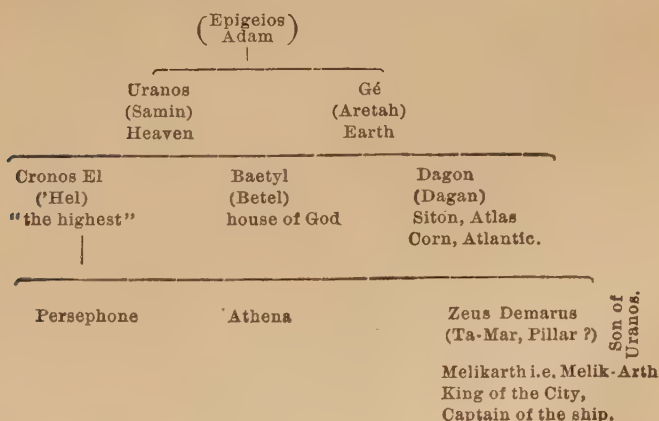 (Epigeios
Adam)
Uranos
(Samin)
Heaven
Gé
(Aretah)
Earth
Cronos El
('Hel)
"the highest"
Baetyl
(Betel)
house of God
Dagon
(Dagan)
Siton, Atlas
Corn, Atlantic.
Persephone
Athena
Zeus Demarus
(Ta-Mar, Pillar ?)
Son of
Uranos.
Melikarth i.e. Melik-Arth
King of the City,
Captain of the ship.